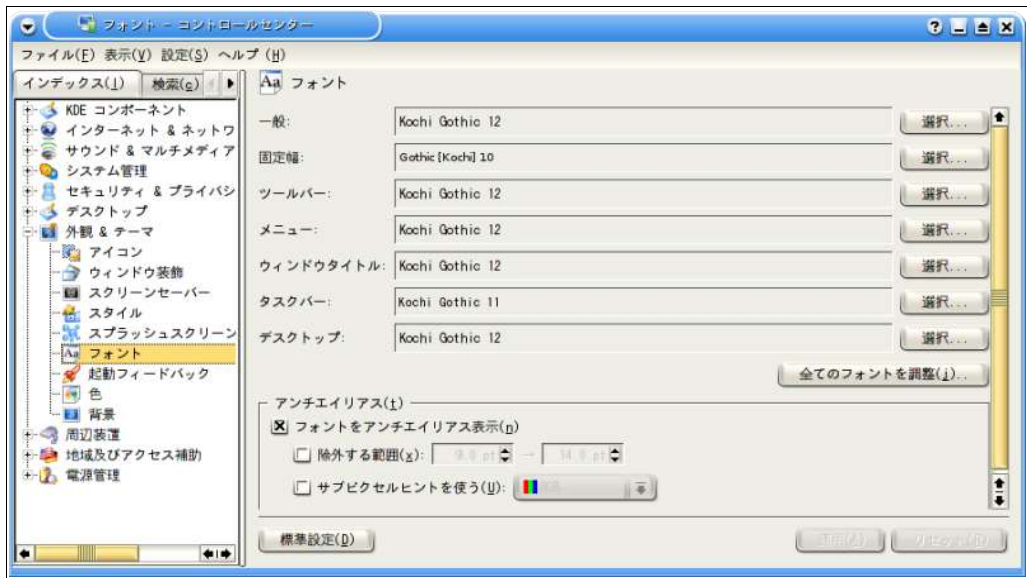 フォント - コントロールセンター
ファイル(F) 表示(V) 設定(S) ヘルプ (H)
インデックス(I) 検索(c)
KDE コンポーネント
インターネット & ネットワ
サウンド & マルチメディア
システム管理
セキュリティ & プライバシ
デスクトップ
外観 & テーマ
アイコン
ウィンドウ装飾
スクリーンセーバー
スタイル
スプラッシュスクリーン
フォント
起動フィードバック
色
背景
周辺装置
地域及びアクセス補助
電源管理
Aa フォント
一般: Kochi Gothic 12 選択...
固定幅: Gothic [Kochi] 10 選択...
ツールバー: Kochi Gothic 12 選択...
メニュー: Kochi Gothic 12 選択...
ウィンドウタイトル: Kochi Gothic 12 選択...
タスクバー: Kochi Gothic 11 選択...
デスクトップ: Kochi Gothic 12 選択...
全てのフォントを調整(j)...
アンチエイリアス(t)
フォントをアンチエイリアス表示(n)
除外する範囲(x): → 
サブピクセルヒントを使う(U):
標準設定(D)